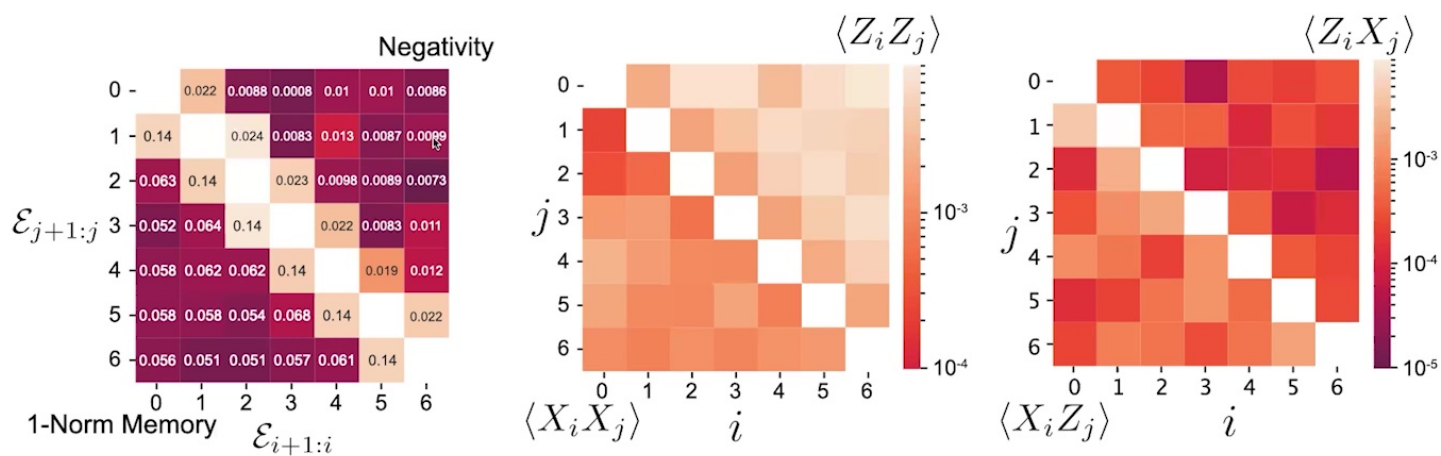 Negativity
0 - 0.022 0.0088 0.0008 0.01 0.01 0.0086
1 - 0.14 0.024 0.0083 0.013 0.0087 0.0099
2 - 0.063 0.14 0.023 0.0098 0.0089 0.0073
ℰj+1:j 3 - 0.052 0.064 0.14 0.022 0.0083 0.011
4 - 0.058 0.062 0.062 0.14 0.019 0.012
5 - 0.058 0.058 0.054 0.068 0.14 0.022
6 - 0.056 0.051 0.051 0.057 0.061 0.14
0 1 2 3 4 5 6
1-Norm Memory
ℰi+1:i
⟨ZiZj⟩
0
1
2
j 3
4
5
6
0 1 2 3 4 5 6
⟨XiXj⟩ i
10⁻³
10⁻⁴
⟨ZiXj⟩
0
1
2
j 3
4
5
6
0 1 2 3 4 5 6
⟨XiZj⟩ i
10⁻³
10⁻⁴
10⁻⁵